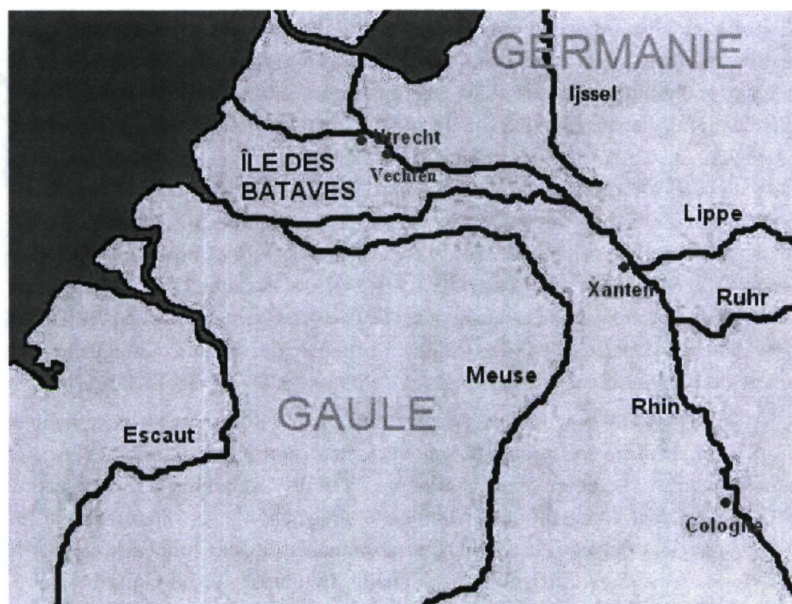 GERMANIE
Ijssel
Utrecht
Vechten
ÎLE DES
BATAVES
Lippe
Xanten
Ruhr
Meuse
Rhin
GAULE
Escaut
Cologne